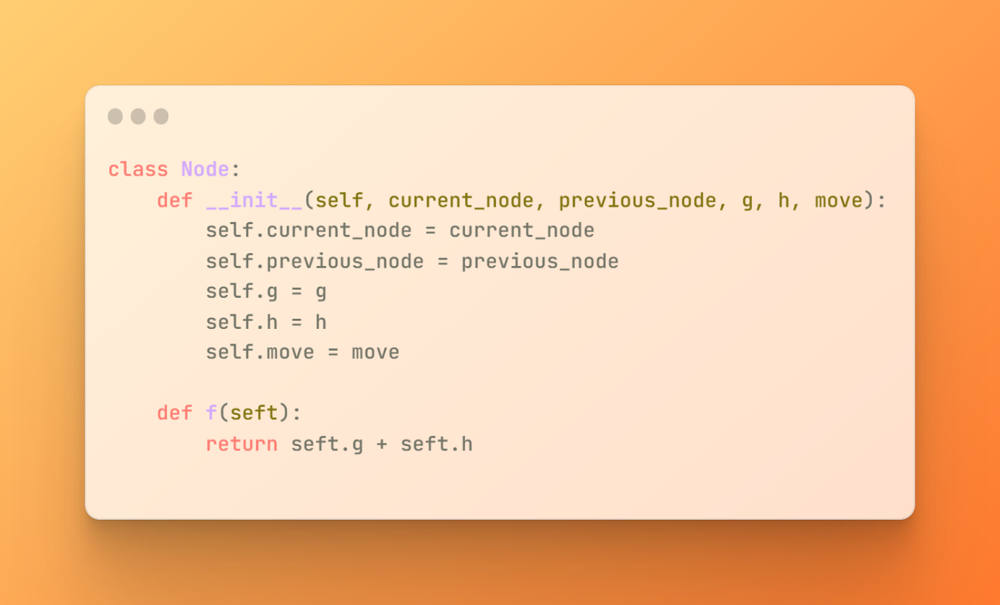 class Node:
    def __init__(self, current_node, previous_node, g, h, move):
        self.current_node = current_node
        self.previous_node = previous_node
        self.g = g
        self.h = h
        self.move = move

    def f(seft):
        return seft.g + seft.h